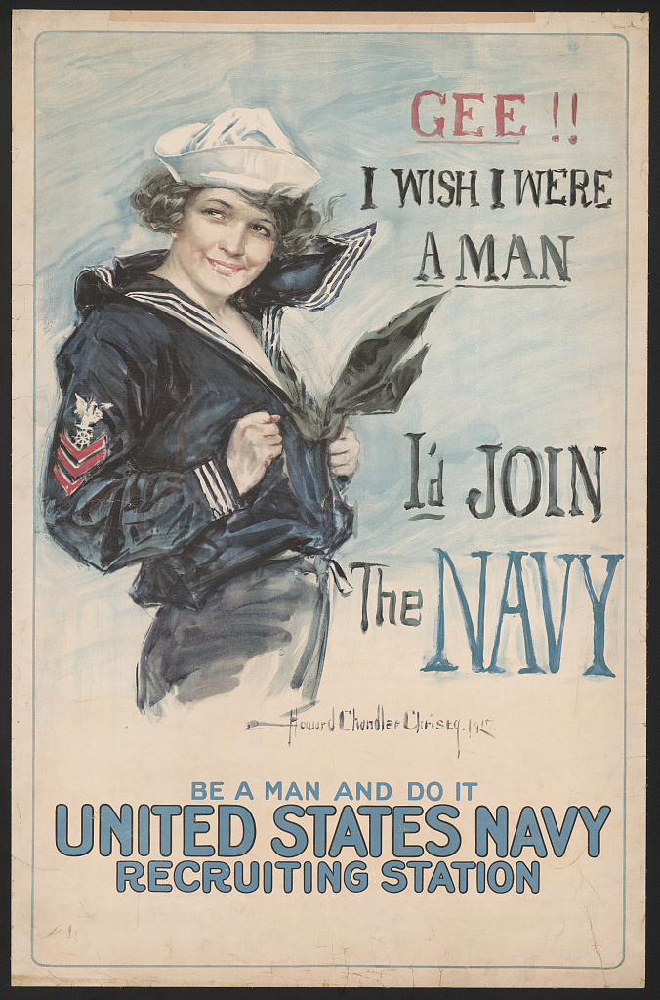 GEE !!
I WISH I WERE
A MAN
I'd JOIN
The NAVY
Howard Chandler Christy. 1917.
BE A MAN AND DO IT
UNITED STATES NAVY
RECRUITING STATION